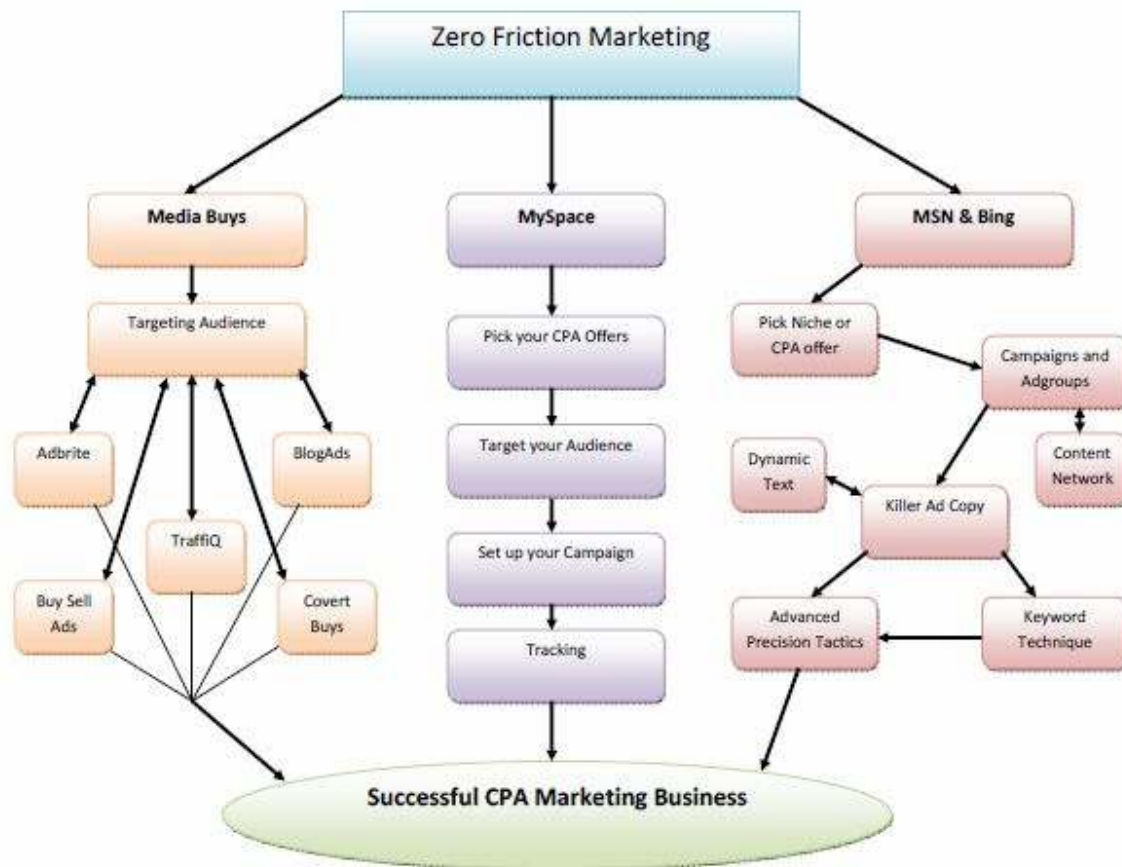 Zero Friction Marketing
Media Buys
MySpace
MSN & Bing
Targeting Audience
Adbrite
BlogAds
TraffiQ
Buy Sell
Ads
Covert
Buys
Pick your CPA Offers
Target your Audience
Set up your Campaign
Tracking
Pick Niche or
CPA offer
Campaigns and
Adgroups
Dynamic
Text
Content
Network
Killer Ad Copy
Advanced
Precision Tactics
Keyword
Technique
Successful CPA Marketing Business